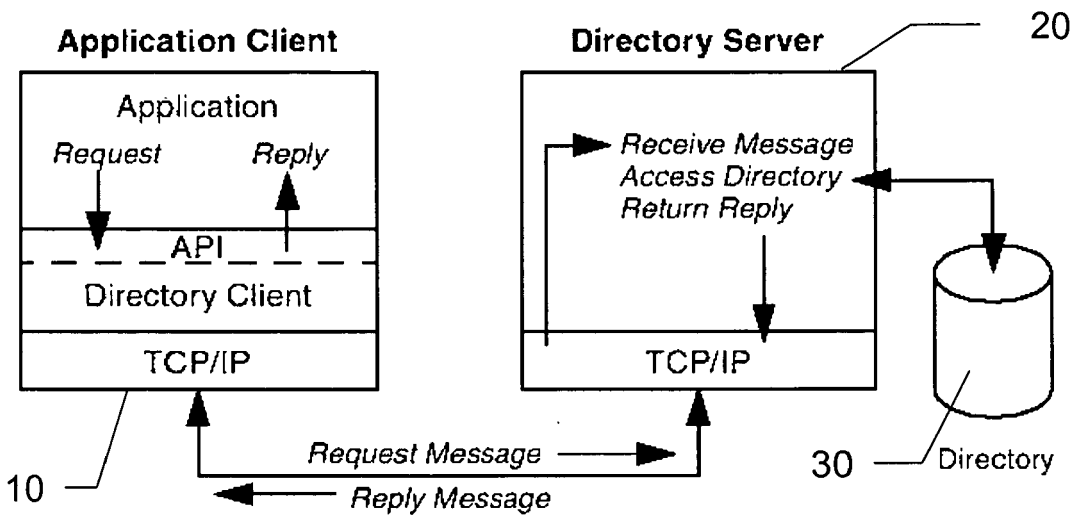 Application Client
Directory Server
20
Application
Request
Reply
API
Directory Client
TCP/IP
Receive Message
Access Directory
Return Reply
TCP/IP
Request Message
Reply Message
10
30
Directory